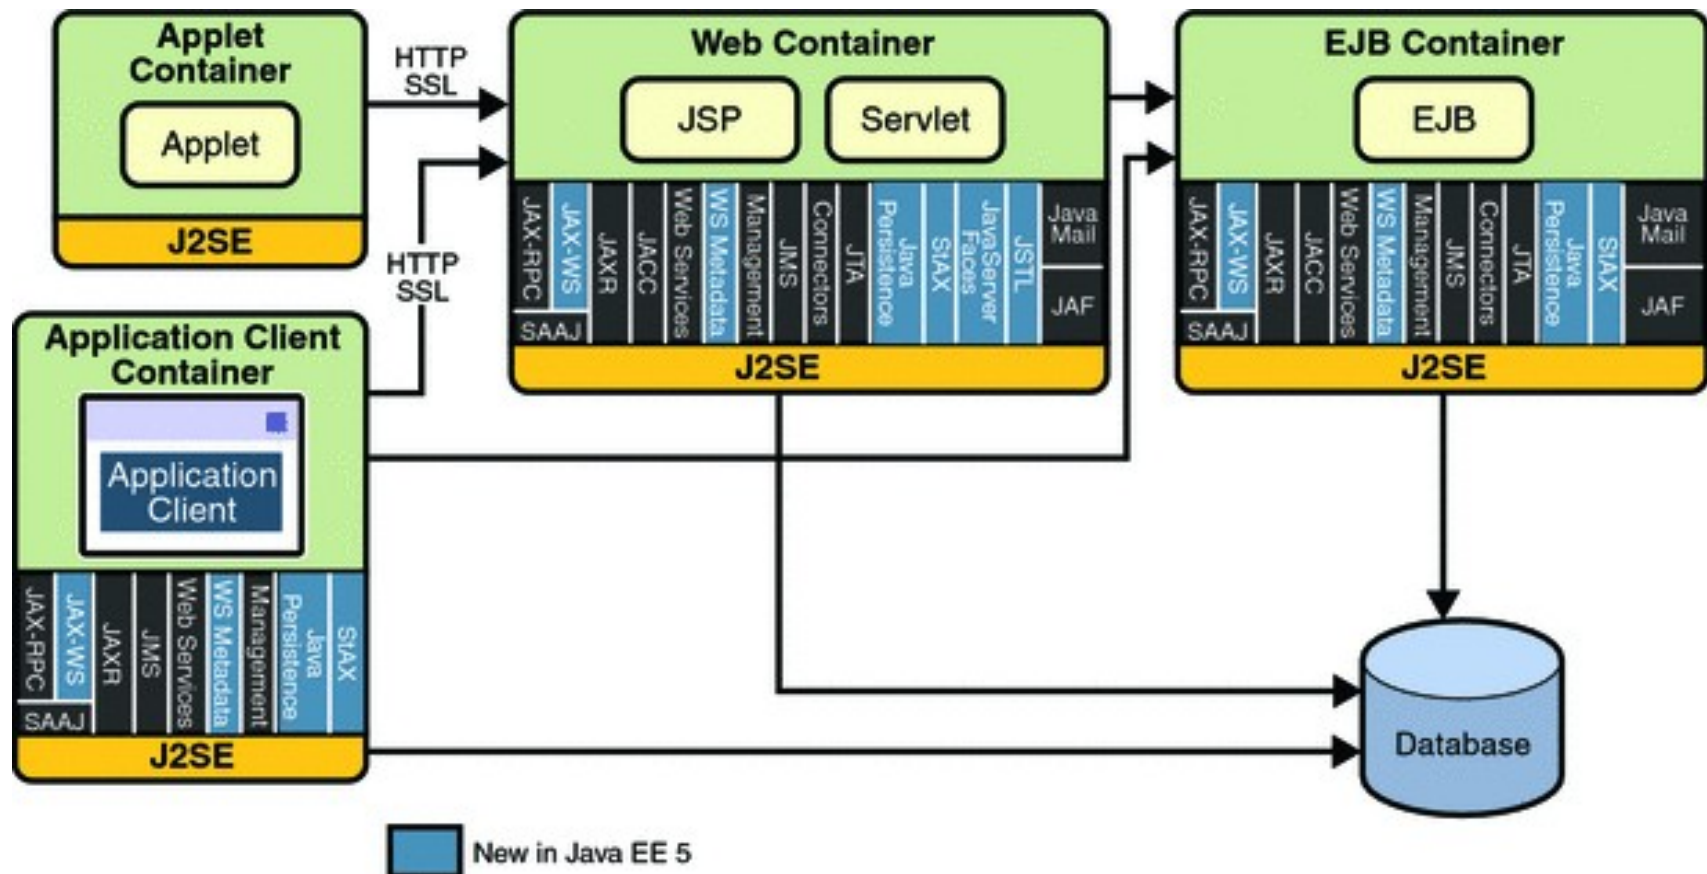 Applet
Container
Applet
J2SE
HTTP
SSL
Web Container
JSP
Servlet
JAX-RPC
JAX-WS
SAAJ
JAXR
JACC
Web Services
WS Metadata
Management
JMS
Connectors
JTA
Java
Persistence
StAX
JavaServer
Faces
JSTL
Java
Mail
JAF
J2SE
EJB Container
EJB
JAX-RPC
JAX-WS
SAAJ
JAXR
JACC
Web Services
WS Metadata
Management
JMS
Connectors
JTA
Java
Persistence
StAX
Java
Mail
JAF
J2SE
HTTP
SSL
Application Client
Container
Application
Client
JAX-RPC
JAX-WS
SAAJ
JAXR
JMS
Web Services
WS Metadata
Management
Java
Persistence
StAX
J2SE
Database
New in Java EE 5